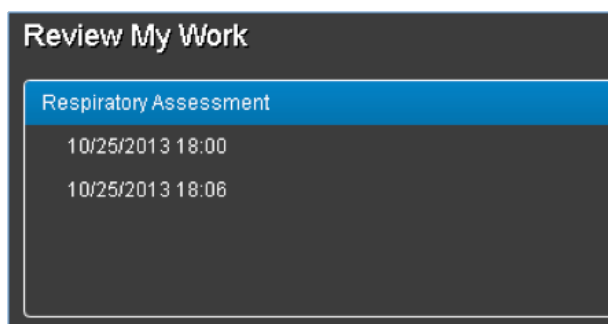 Review My Work
Respiratory Assessment
10/25/2013 18:00
10/25/2013 18:06